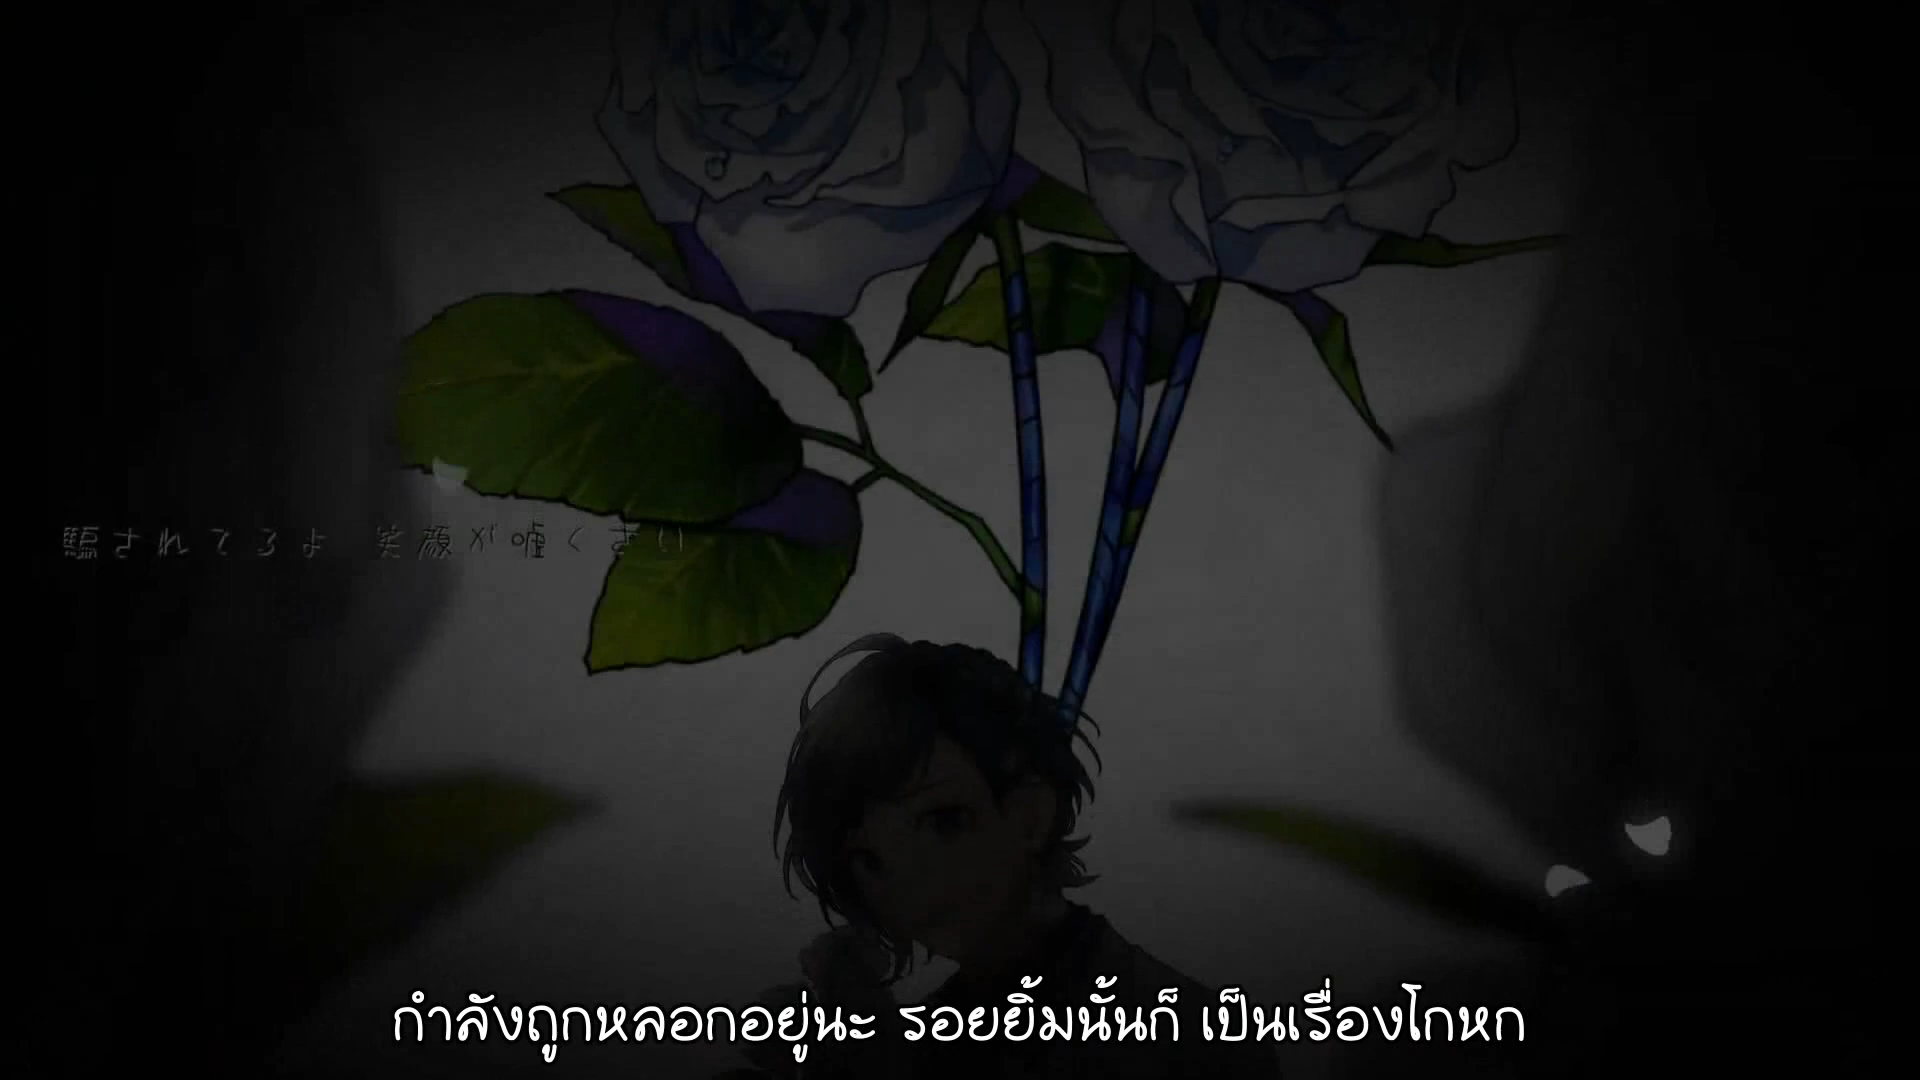 騙されてろよ 笑顔が嘘くさい
กำลังถูกหลอกอยู่นะ รอยยิ้มนั้นก็ เป็นเรื่องโกหก